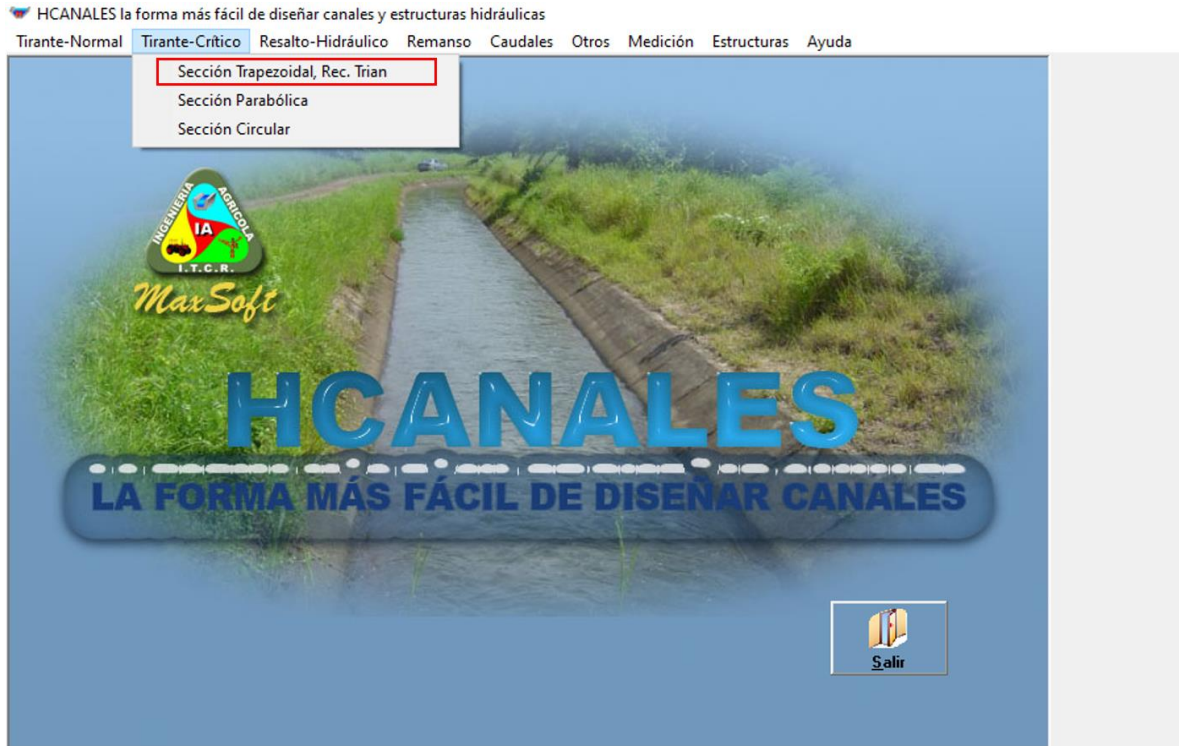 HCANALES la forma más fácil de diseñar canales y estructuras hidráulicas
Tirante-Normal Tirante-Crítico Resalto-Hidráulico Remanso Caudales Otros Medición Estructuras Ayuda
Sección Trapezoidal, Rec. Trian
Sección Parabólica
Sección Circular
INGENIERIA AGRICOLA
IA
I.T.C.R.
MaxSoft
HCANALES
LA FORMA MÁS FÁCIL DE DISEÑAR CANALES
Salir